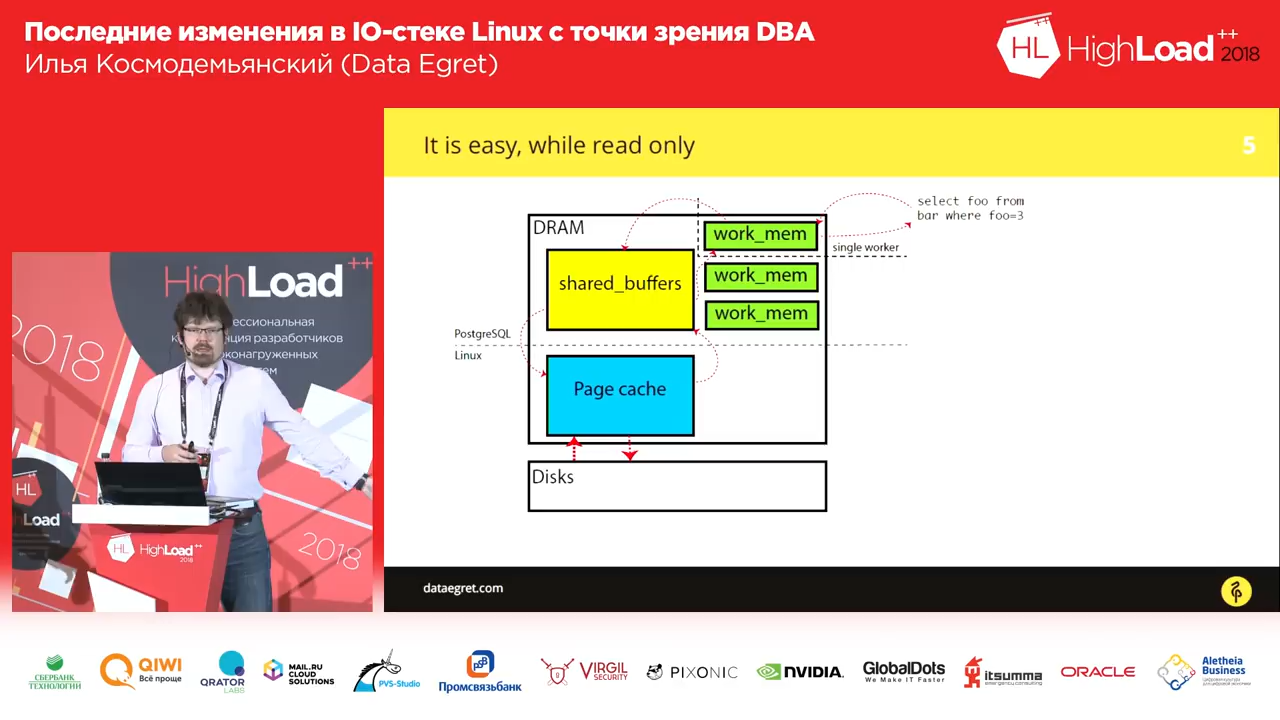 Последние изменения в IO-стеке Linux с точки зрения DBA
Илья Космодемьянский (Data Egret)
HL HighLoad++ 2018
It is easy, while read only
5
DRAM
shared_buffers
work_mem
work_mem
work_mem
select foo from
bar where foo=3
single worker
PostgreSQL
Linux
Page cache
Disks
dataegret.com
HighLoad++
2018
HL
Load
HL HighLoad++
2018
2018
СБЕРБАНК
ТЕХНОЛОГИИ
QIWI
Всё проще
QRATOR
LABS
MAIL.RU
CLOUD
SOLUTIONS
PVS-Studio
PSB
Промсвязьбанк
VIRGIL
SECURITY
PIXONIC
NVIDIA.
GlobalDots
We Make IT Faster
itsumma
emergency consulting
ORACLE
Aletheia
Business